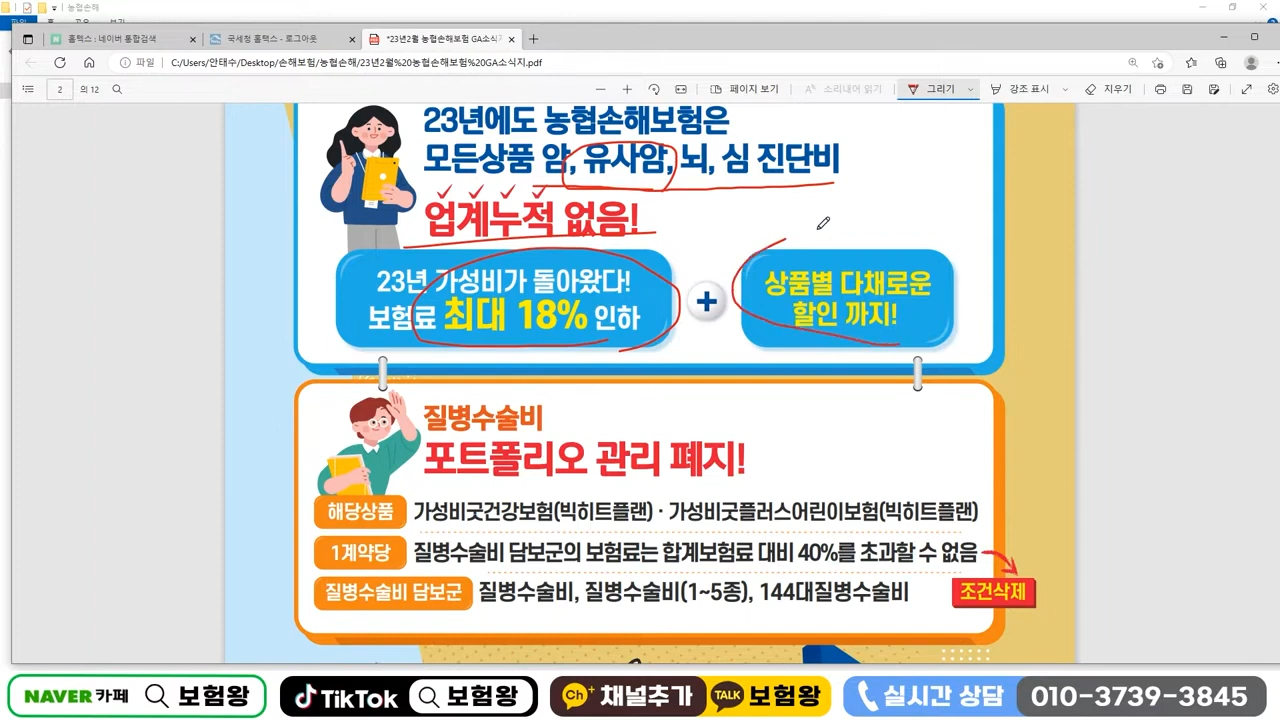 농협손해
홈택스 : 네이버 통합검색
국세청 홈택스 - 로그아웃
*23년2월 농협손해보험 GA소식지
파일
C:/Users/안태수/Desktop/손해보험/농협손해/23년2월%20농협손해보험%20GA소식지.pdf
2
의 12
페이지 보기
소리내어 읽기
그리기
강조 표시
지우기
23년에도 농협손해보험은
모든상품 암, 유사암, 뇌, 심 진단비
업계누적 없음!
23년 가성비가 돌아왔다!
보험료 최대 18% 인하
+
상품별 다채로운
할인 까지!
질병수술비
포트폴리오 관리 폐지!
해당상품 가성비굿건강보험(빅히트플랜) · 가성비굿플러스어린이보험(빅히트플랜)
1계약당 질병수술비 담보군의 보험료는 합계보험료 대비 40%를 초과할 수 없음
질병수술비 담보군 질병수술비, 질병수술비(1~5종), 144대질병수술비
조건삭제
NAVER 카페 보험왕
TikTok 보험왕
Ch+ 채널추가 TALK 보험왕
실시간 상담 010-3739-3845